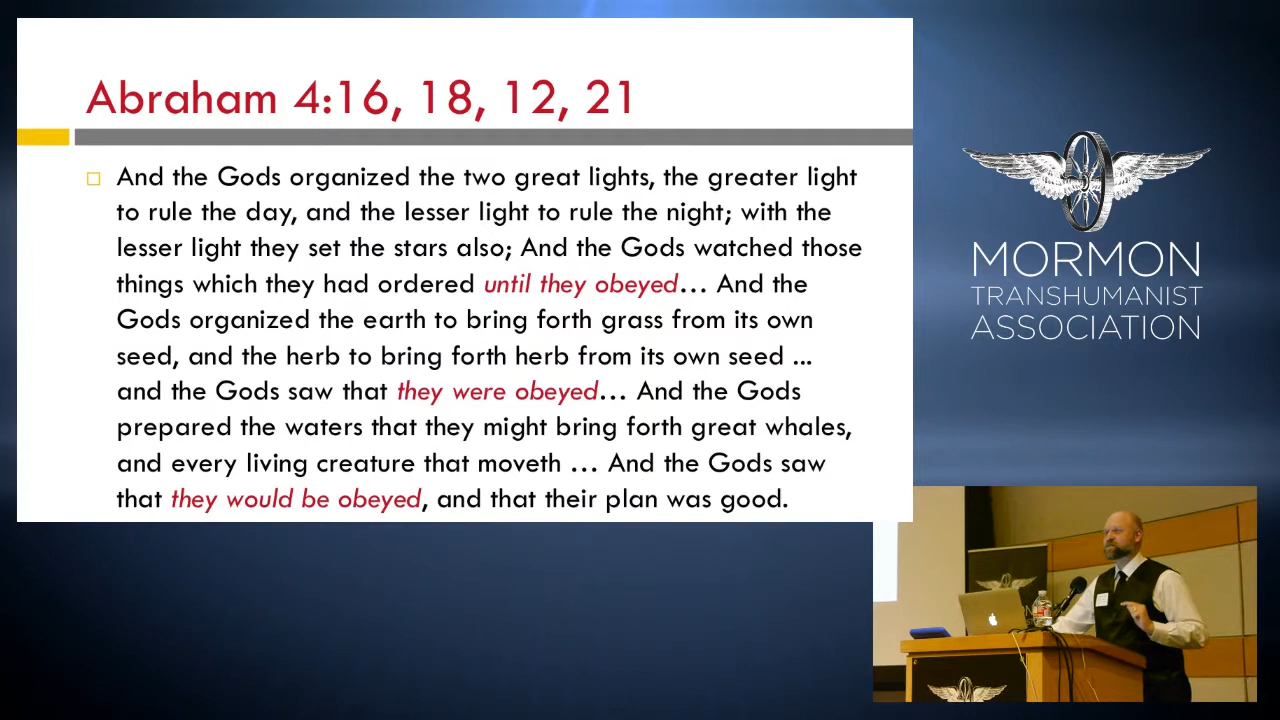 Abraham 4:16, 18, 12, 21
And the Gods organized the two great lights, the greater light
to rule the day, and the lesser light to rule the night; with the
lesser light they set the stars also; And the Gods watched those
things which they had ordered until they obeyed… And the
Gods organized the earth to bring forth grass from its own
seed, and the herb to bring forth herb from its own seed ...
and the Gods saw that they were obeyed… And the Gods
prepared the waters that they might bring forth great whales,
and every living creature that moveth … And the Gods saw
that they would be obeyed, and that their plan was good.
MORMON
TRANSHUMANIST
ASSOCIATION